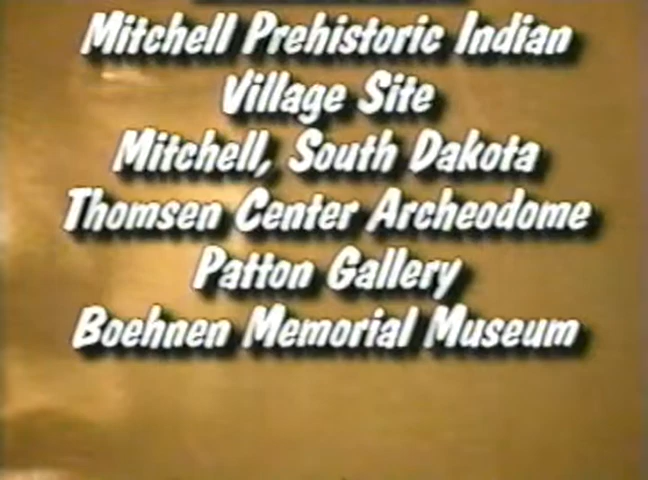 Mitchell Prehistoric Indian
Village Site
Mitchell, South Dakota
Thomsen Center Archeodome
Patton Gallery
Boehnen Memorial Museum